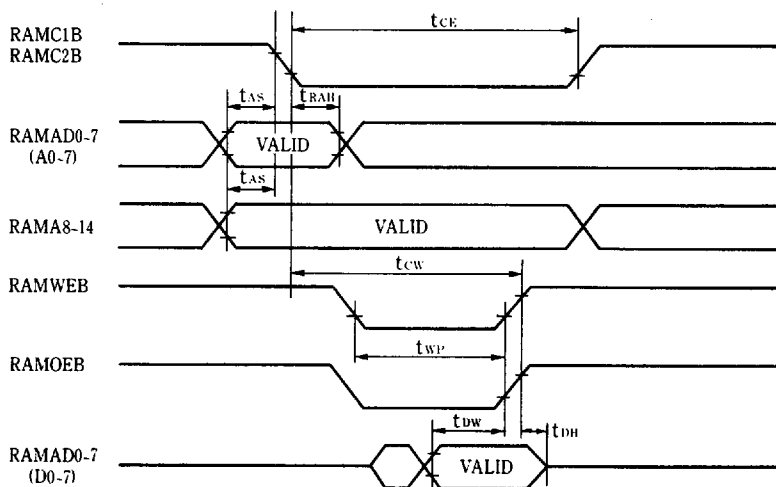 tCE
RAMC1B
RAMC2B
tAS tRAH
RAMAD0-7
(A0-7)
VALID
tAS
RAMA8-14 VALID
tCW
RAMWEB
tWP
RAMOEB
tDW tDH
RAMAD0-7
(D0-7)
VALID